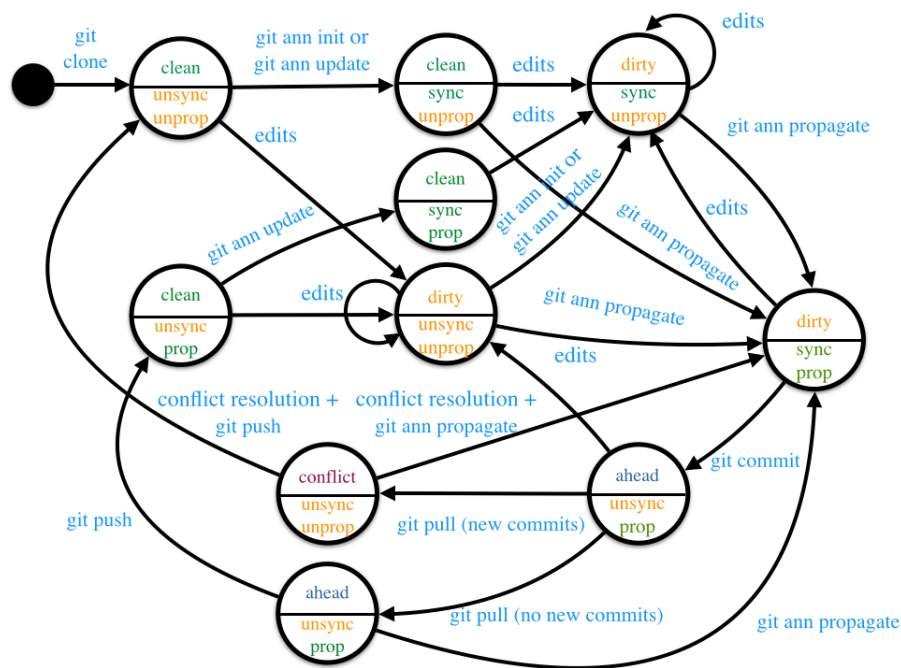 git
clone
clean
unsync
unprop
git ann init or
git ann update
clean
sync
unprop
edits
dirty
sync
unprop
edits
edits
edits
git ann propagate
clean
sync
prop
git ann init or
git ann update
edits
git ann propagate
git ann update
clean
unsync
prop
edits
dirty
unsync
unprop
git ann propagate
edits
dirty
sync
prop
conflict resolution +
git push
conflict resolution +
git ann propagate
git commit
conflict
unsync
unprop
ahead
unsync
prop
git push
git pull (new commits)
ahead
unsync
prop
git pull (no new commits)
git ann propagate